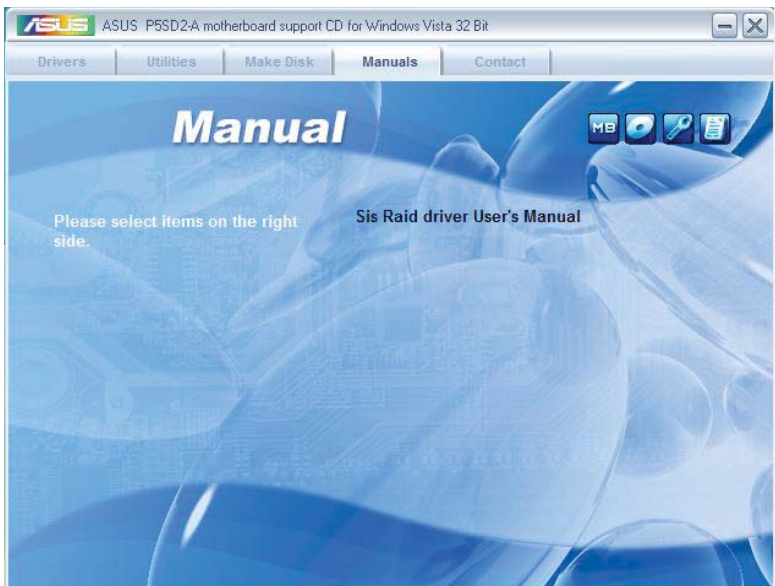 ASUS ASUS P5SD2-A motherboard support CD for Windows Vista 32 Bit
Drivers Utilities Make Disk Manuals Contact
Manual
MB
Please select items on the right
side.
Sis Raid driver User's Manual